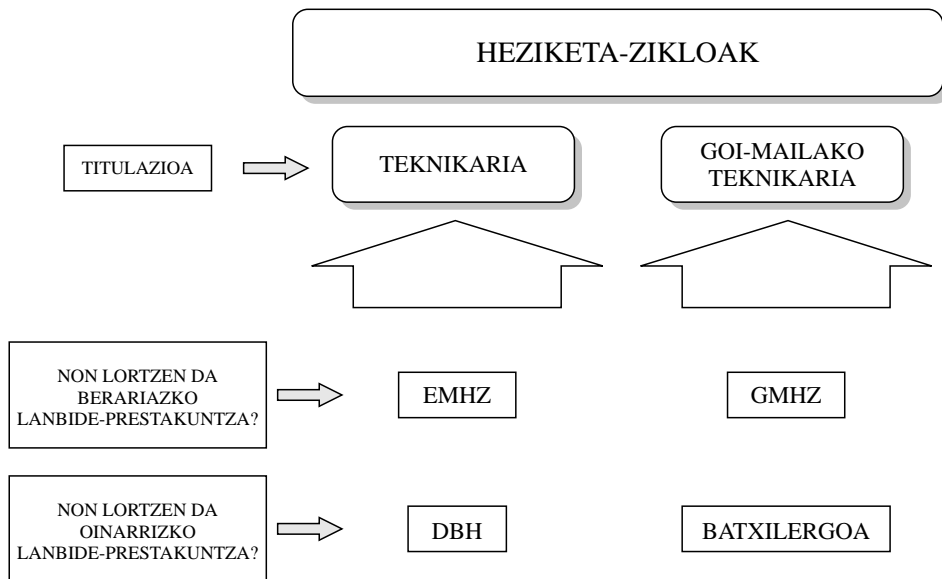 HEZIKETA-ZIKLOAK
TITULAZIOA
TEKNIKARIA
GOI-MAILAKO
TEKNIKARIA
NON LORTZEN DA
BERARIAZKO
LANBIDE-PRESTAKUNTZA?
EMHZ
GMHZ
NON LORTZEN DA
OINARRIZKO
LANBIDE-PRESTAKUNTZA?
DBH
BATXILERGOA